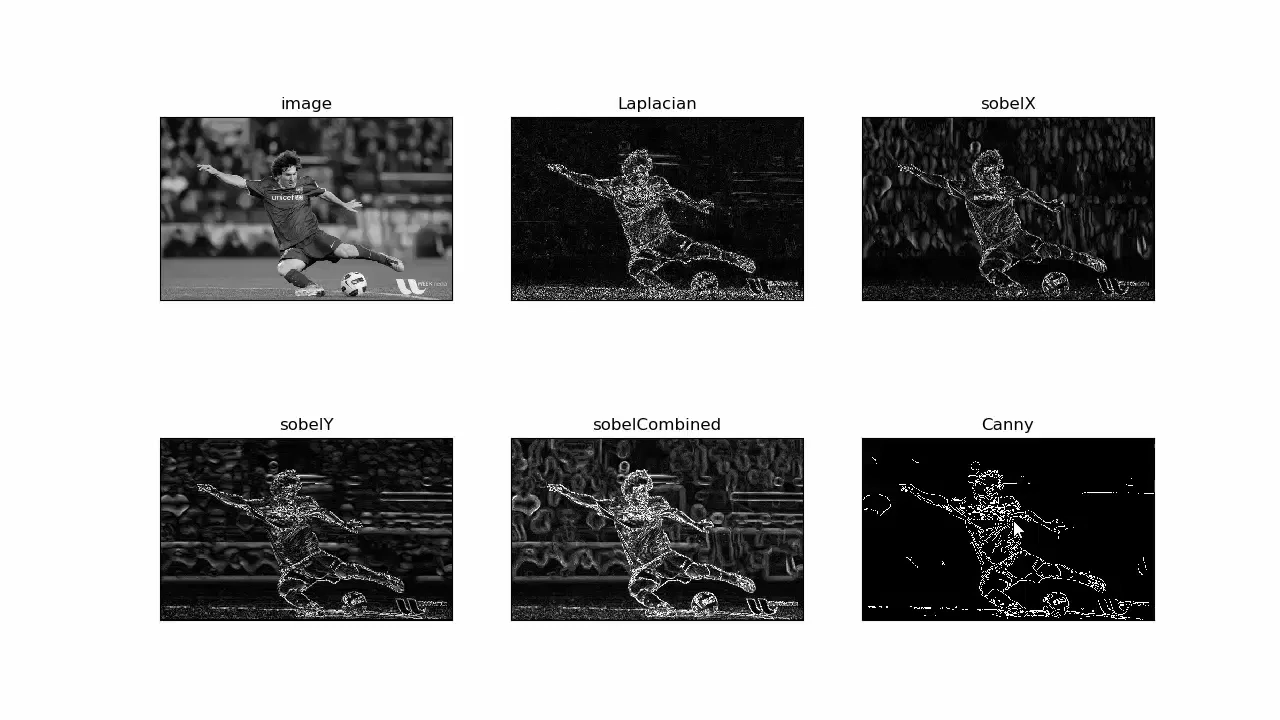 image
Laplacian
sobelX
unicef
sobelY
sobelCombined
Canny